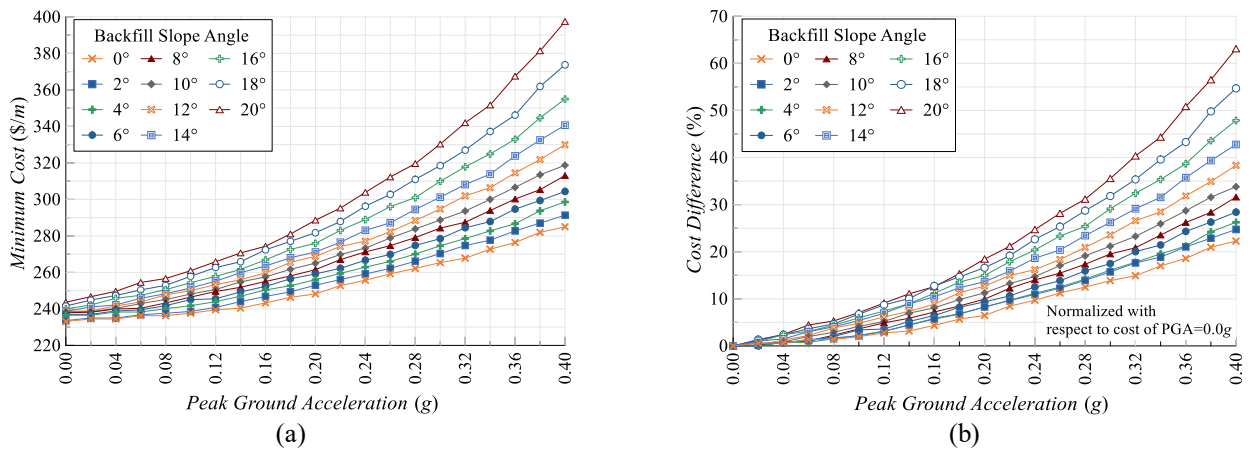 Minimum Cost ($/m)
400
380
360
340
320
300
280
260
240
220
Backfill Slope Angle
0° 8° 16°
2° 10° 18°
4° 12° 20°
6° 14°
0.00 0.04 0.08 0.12 0.16 0.20 0.24 0.28 0.32 0.36 0.40
Peak Ground Acceleration (g)
(a)
Cost Difference (%)
70
60
50
40
30
20
10
0
Backfill Slope Angle
0° 8° 16°
2° 10° 18°
4° 12° 20°
6° 14°
Normalized with
respect to cost of PGA=0.0g
0.00 0.04 0.08 0.12 0.16 0.20 0.24 0.28 0.32 0.36 0.40
Peak Ground Acceleration (g)
(b)